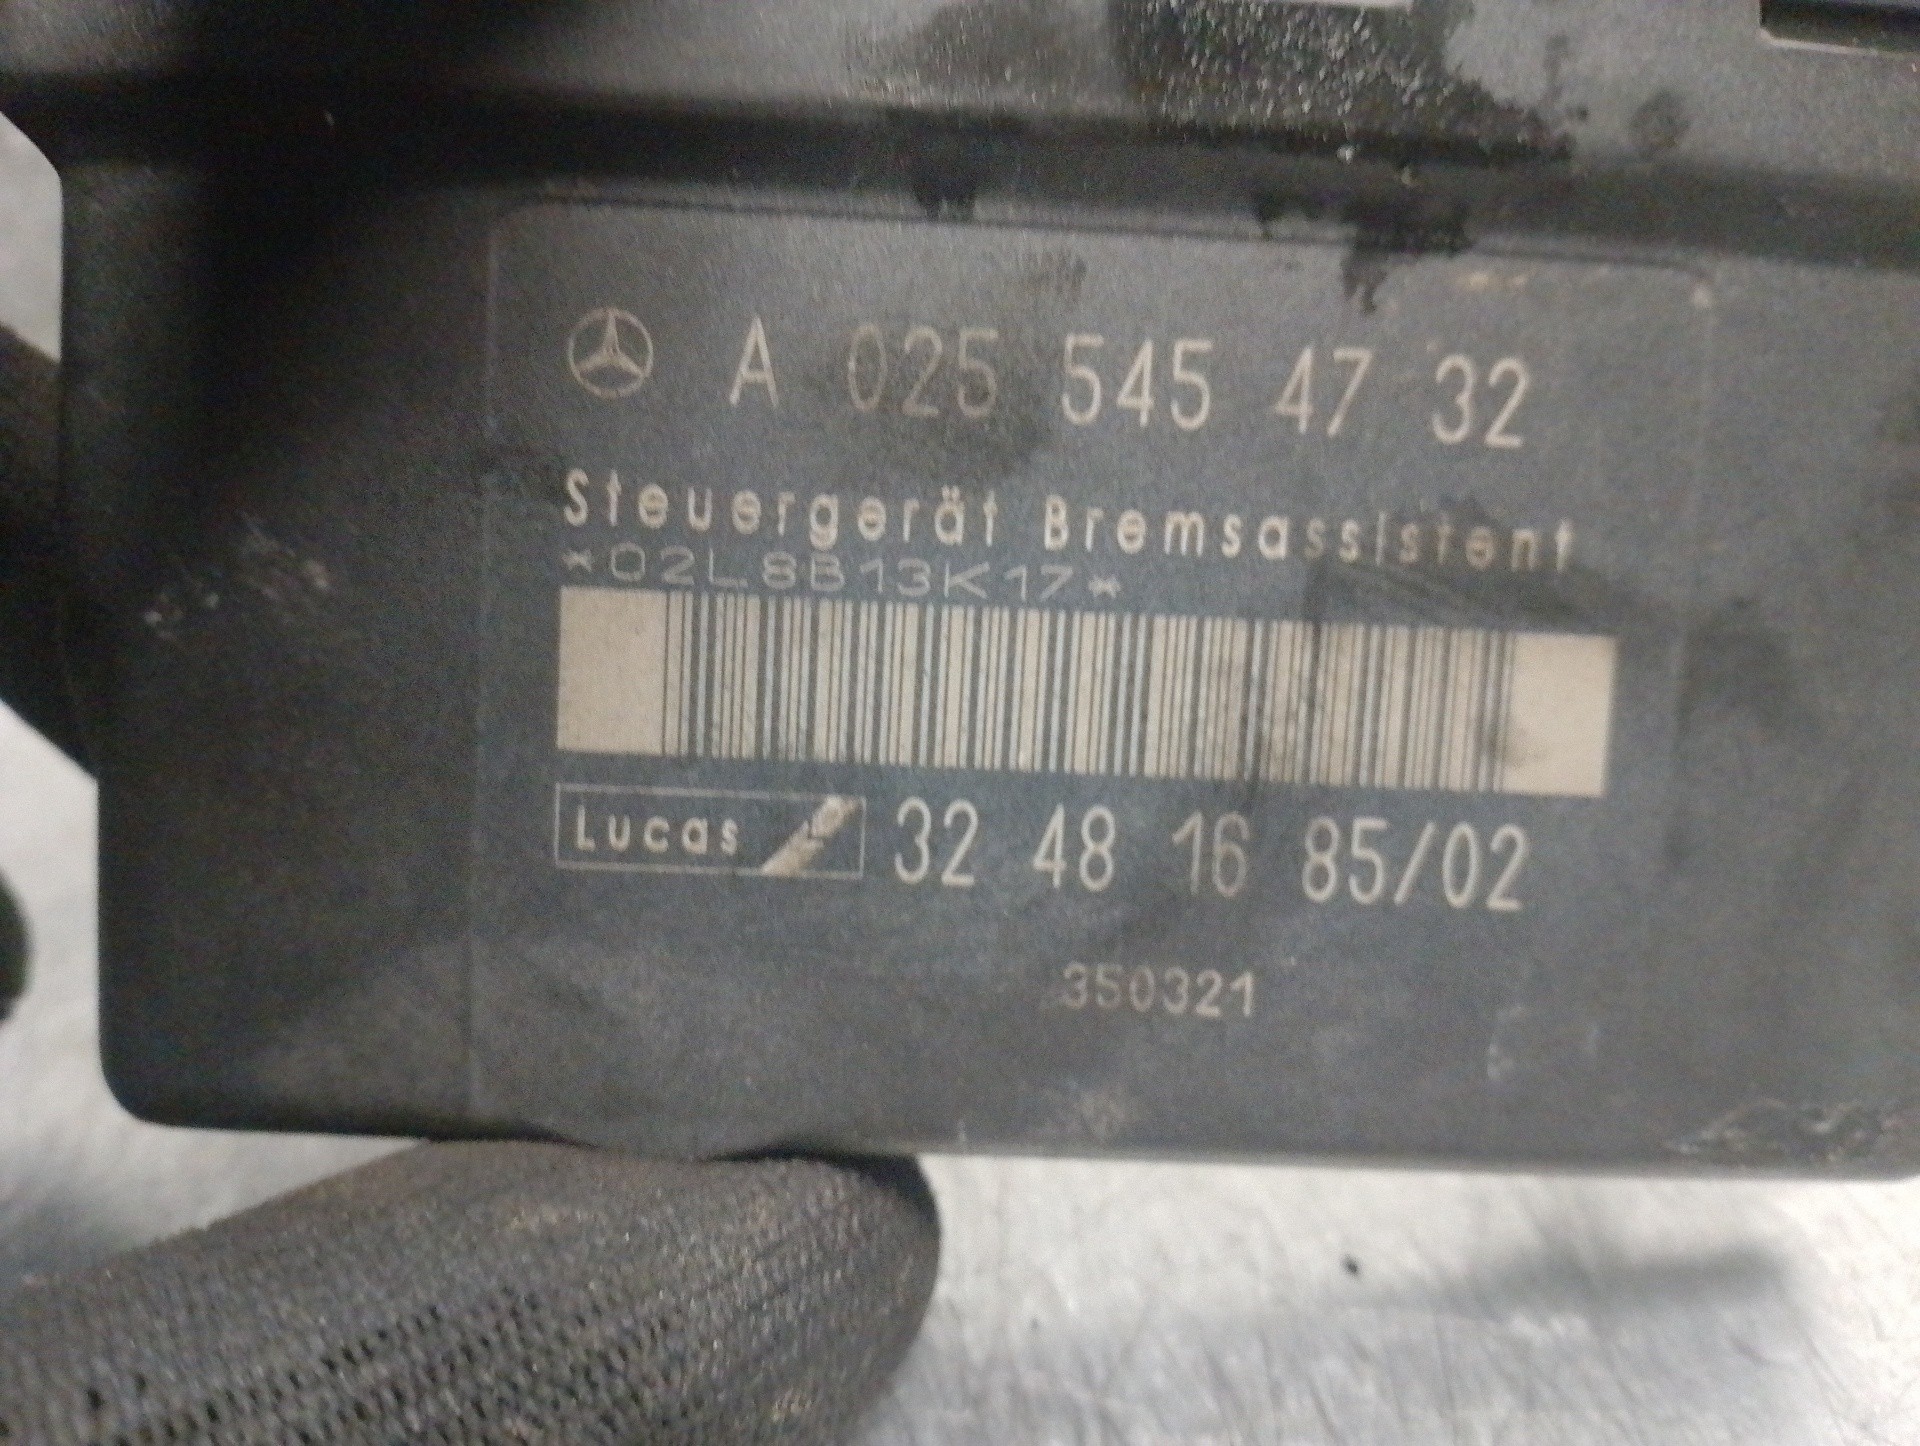 A 025 545 47 32
Steuergerät Bremsassistent
*02L8B13K17*
Lucas 32 48 16 85/02
350321